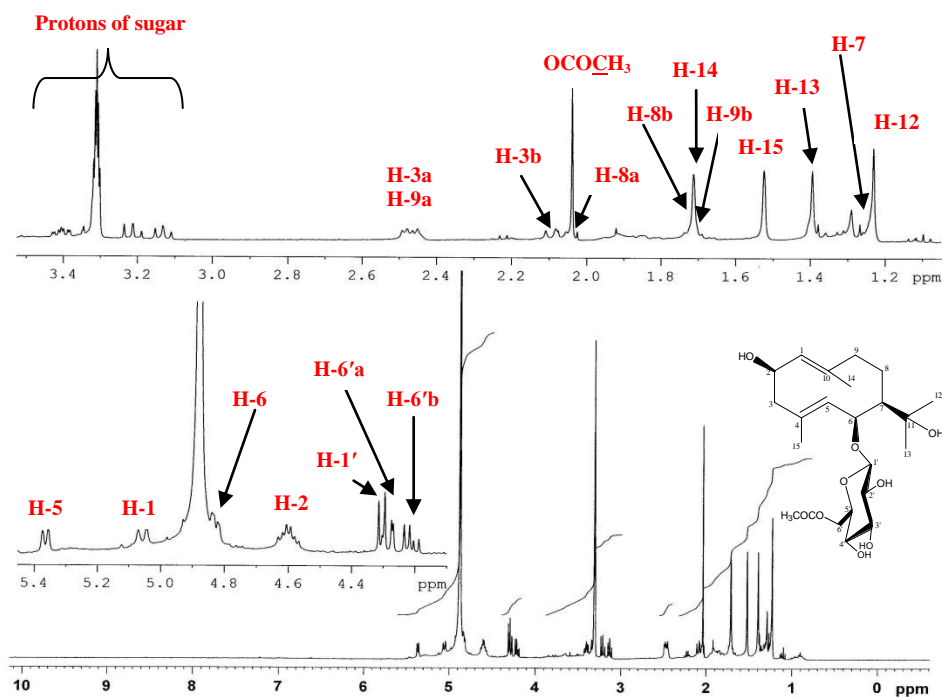 Protons of sugar
OCOCH₃
H-7
H-14
H-13
H-8b
H-9b
H-12
H-15
H-3a
H-9a
H-3b
H-8a
3.4 3.2 3.0 2.8 2.6 2.4 2.2 2.0 1.8 1.6 1.4 1.2 ppm
H-6'a
H-6
H-6'b
H-1'
H-5
H-1
H-2
5.4 5.2 5.0 4.8 4.6 4.4 ppm
HO
1
2
3
4
5
6
7
8
9
10
11
12
13
14
15
OH
O
1'
O
2'
OH
3'
4'
5'
6'
H₃COCO
HO
OH
10 9 8 7 6 5 4 3 2 1 0 ppm